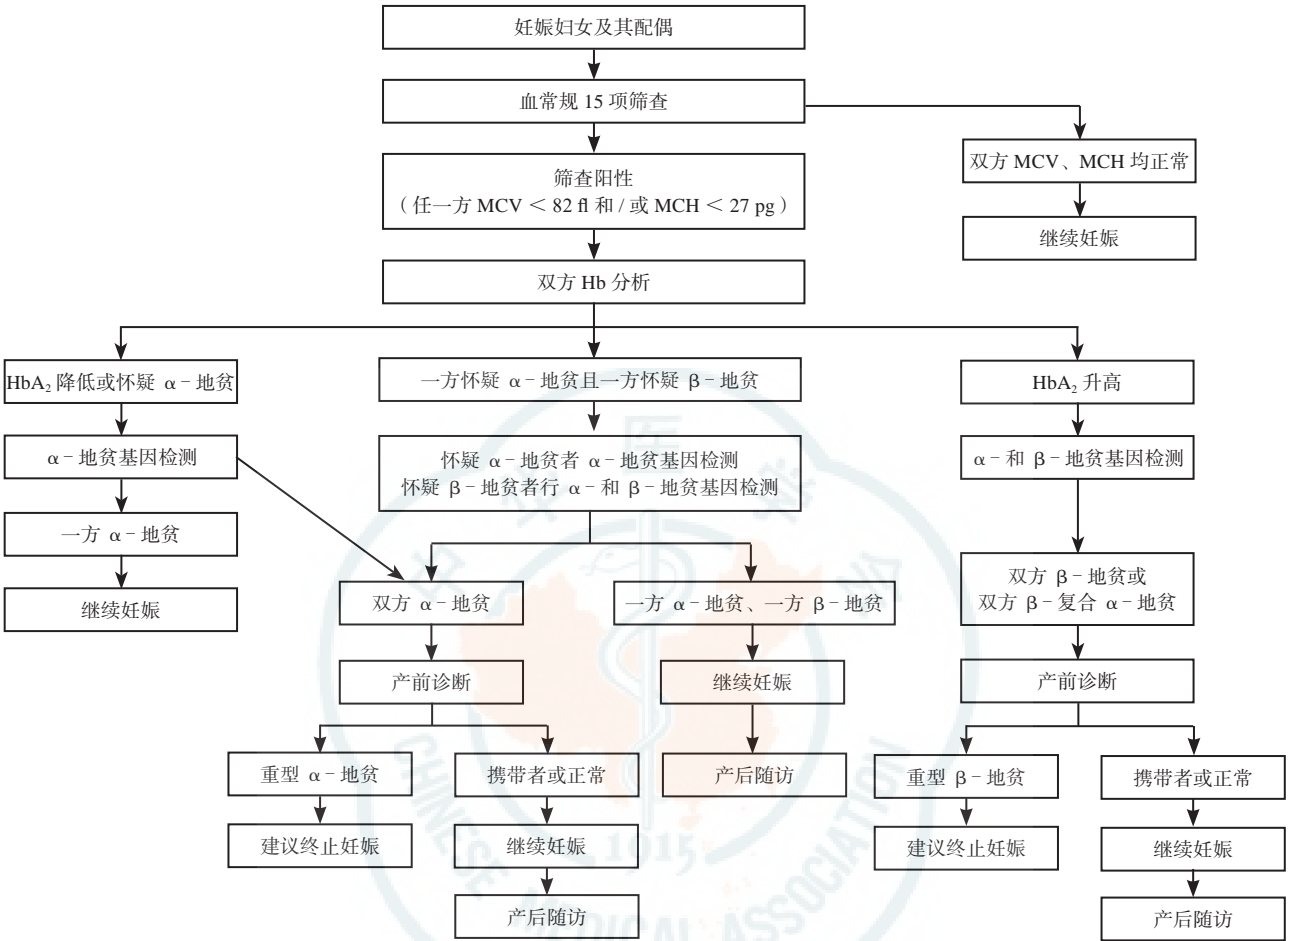 妊娠妇女及其配偶
血常规 15 项筛查
双方 MCV、MCH 均正常
继续妊娠
筛查阳性
（任一方 MCV < 82 fl 和 / 或 MCH < 27 pg）
双方 Hb 分析
HbA₂ 降低或怀疑 α-地贫
α-地贫基因检测
一方 α-地贫
继续妊娠
一方怀疑 α-地贫且一方怀疑 β-地贫
怀疑 α-地贫者 α-地贫基因检测
怀疑 β-地贫者行 α-和 β-地贫基因检测
HbA₂ 升高
α-和 β-地贫基因检测
双方 α-地贫
一方 α-地贫、一方 β-地贫
双方 β-地贫或
双方 β-复合 α-地贫
产前诊断
继续妊娠
产前诊断
重型 α-地贫
携带者或正常
产后随访
重型 β-地贫
携带者或正常
建议终止妊娠
继续妊娠
建议终止妊娠
继续妊娠
产后随访
产后随访
中华医学会
CHINESE MEDICAL ASSOCIATION
1915